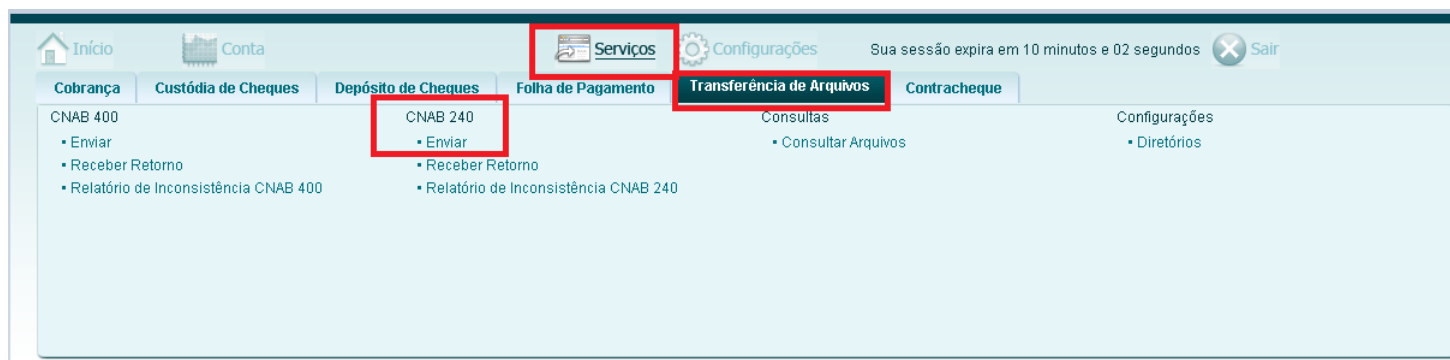 Início Conta Serviços Configurações Sua sessão expira em 10 minutos e 02 segundos Sair
Cobrança Custódia de Cheques Depósito de Cheques Folha de Pagamento Transferência de Arquivos Contracheque
CNAB 400 CNAB 240 Consultas Configurações
▪ Enviar ▪ Enviar ▪ Consultar Arquivos ▪ Diretórios
▪ Receber Retorno ▪ Receber Retorno
▪ Relatório de Inconsistência CNAB 400 ▪ Relatório de Inconsistência CNAB 240